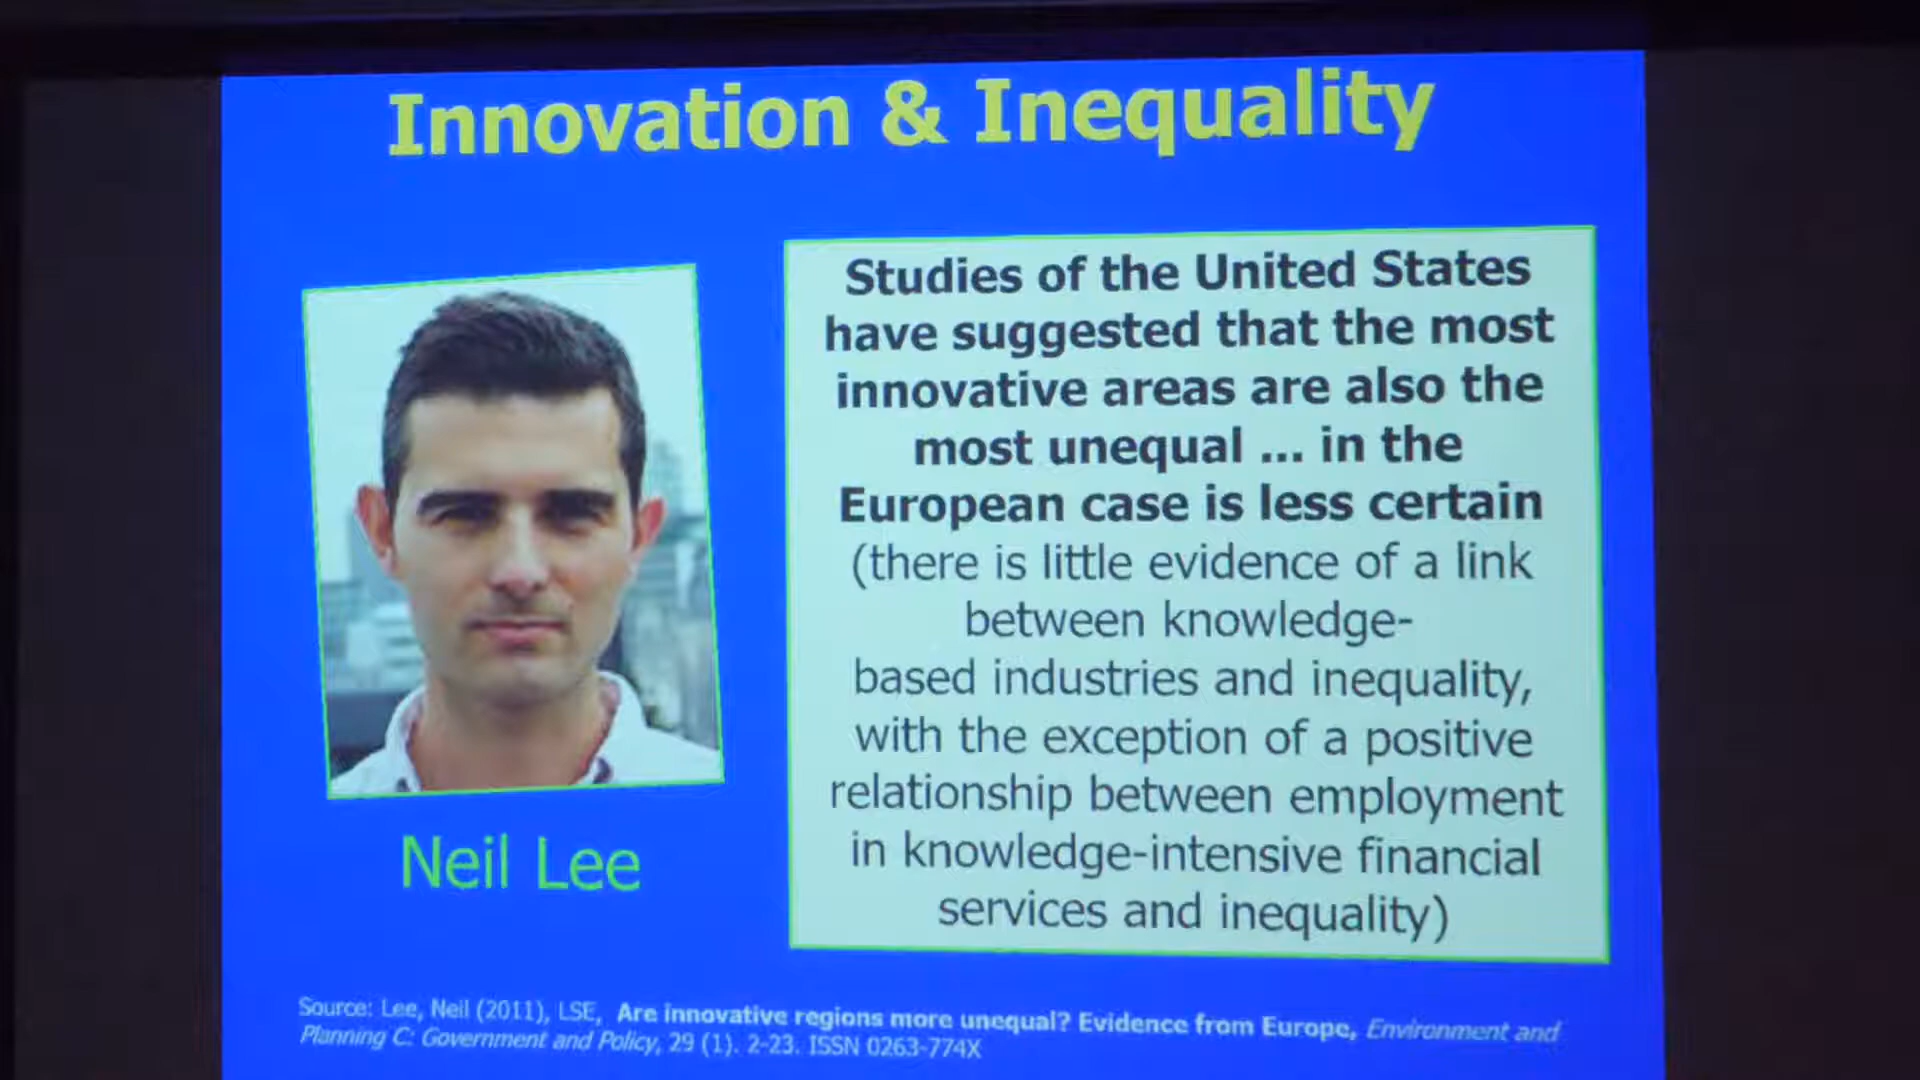 Innovation & Inequality
Studies of the United States
have suggested that the most
innovative areas are also the
most unequal ... in the
European case is less certain
(there is little evidence of a link
between knowledge-
based industries and inequality,
with the exception of a positive
relationship between employment
in knowledge-intensive financial
services and inequality)
Neil Lee
Source: Lee, Neil (2011), LSE, Are innovative regions more unequal? Evidence from Europe, Environment and
Planning C: Government and Policy, 29 (1). 2-23. ISSN 0263-774X